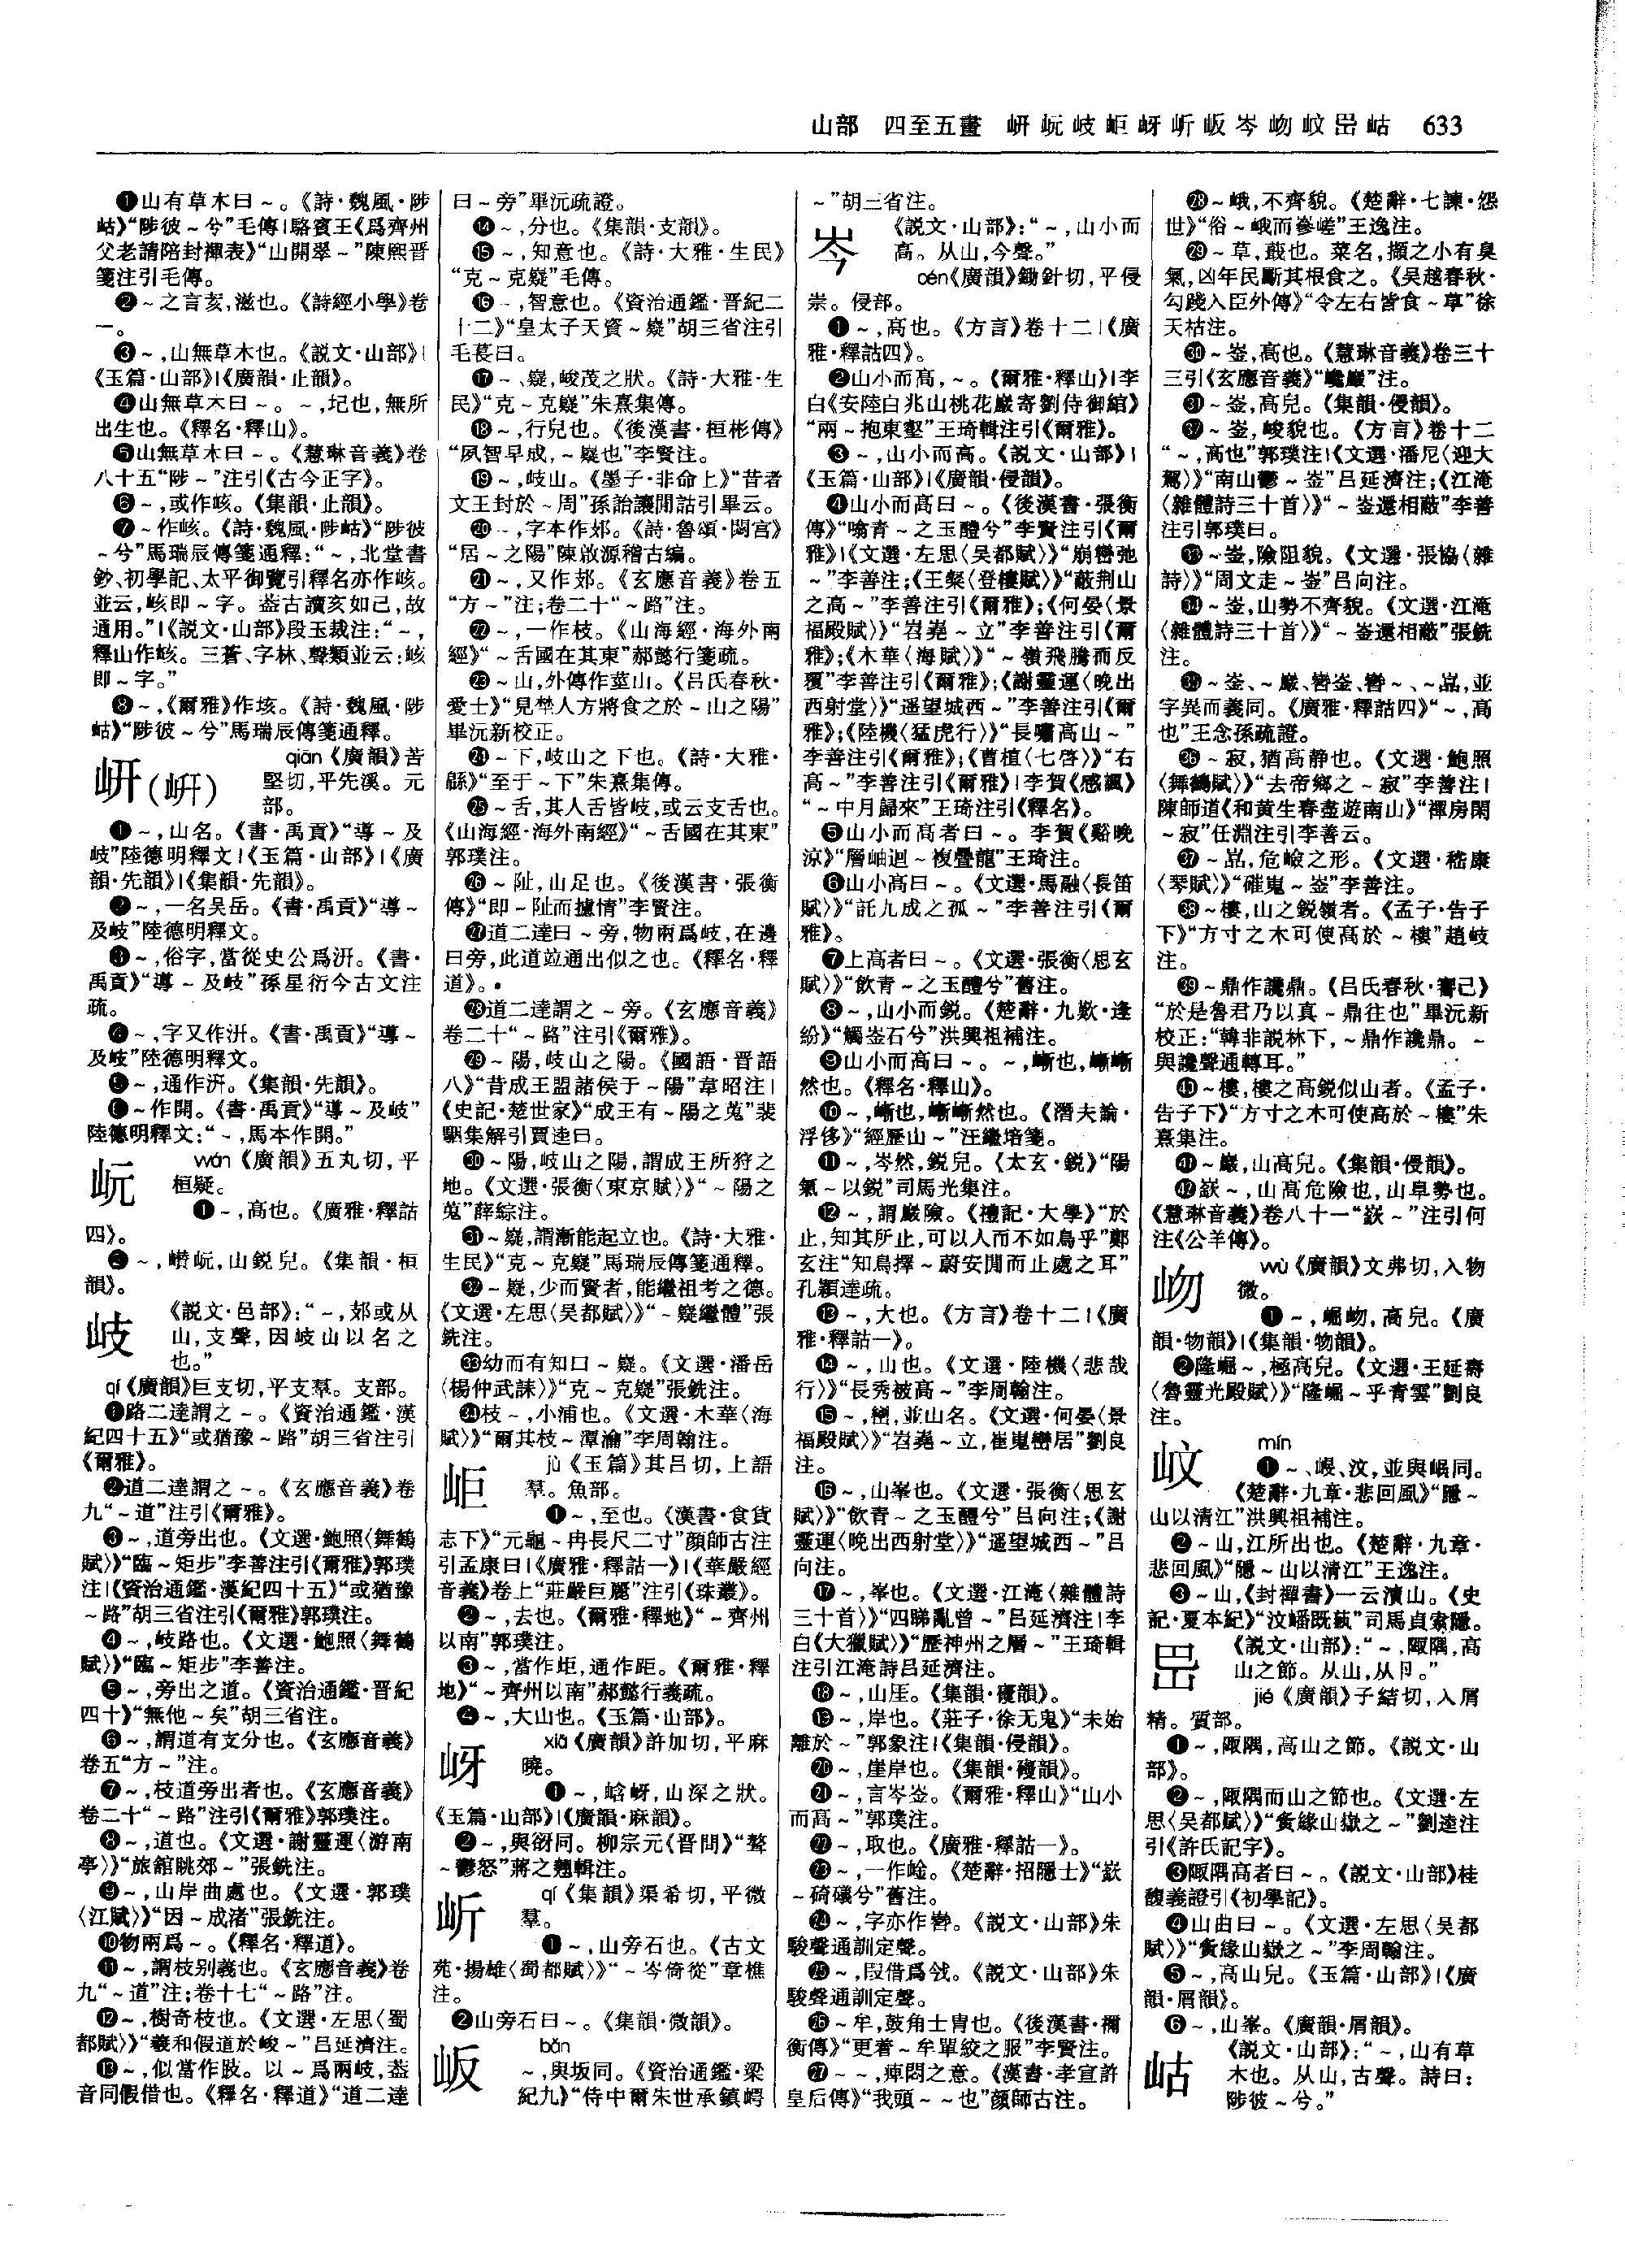 山部　四至五畫　岍岏岐岠岈岓岅岑岉岐岊岵　633
❶山有草木曰～。《詩·魏風·陟
岵》“陟彼～兮”毛傳|駱賓王《爲齊州
父老請陪封禪表》“山開翠～”陳熙晋
箋注引毛傳。
❷～之言亥,滋也。《詩經小學》卷
一。
❸～,山無草木也。《説文·山部》|
《玉篇·山部》|《廣韻·止韻》。
❹山無草木曰～。～,圮也,無所
出生也。《釋名·釋山》。
❺山無草木曰～。《慧琳音義》卷
八十五“陟～”注引《古今正字》。
❻～,或作峐。《集韻·止韻》。
❼～作峐。《詩·魏風·陟岵》“陟彼
～兮”馬瑞辰傳箋通釋:“～,北堂書
鈔、初學記、太平御覽引釋名亦作峐。
並云,峐即～字。蓋古讀亥如己,故
通用。”|《説文·山部》段玉裁注:“～,
釋山作峐。三蒼、字林、聲類並云:峐
即～字。”
❽～,《爾雅》作垓。《詩·魏風·陟
岵》“陟彼～兮”馬瑞辰傳箋通釋。
岍(岍)　qiān《廣韻》苦
堅切,平先溪。元
部。
❶～,山名。《書·禹貢》“導～及
岐”陸德明釋文|《玉篇·山部》|《廣
韻·先韻》|《集韻·先韻》。
❷～,一名吴岳。《書·禹貢》“導～
及岐”陸德明釋文。
❸～,俗字,當從史公爲汧。《書·
禹貢》“導～及岐”孫星衍今古文注
疏。
❹～,字又作汧。《書·禹貢》“導～
及岐”陸德明釋文。
❺～,通作汧。《集韻·先韻》。
❻～作開。《書·禹貢》“導～及岐”
陸德明釋文:“～,馬本作開。”
岏　wán《廣韻》五丸切,平
桓疑。
❶～,高也。《廣雅·釋詁
四》。
❷～,巑岏,山鋭皃。《集韻·桓
韻》。
岐　《説文·邑部》:“～,郂或从
山,支聲,因岐山以名之
也。”
qí《廣韻》巨支切,平支羣。支部。
❶路二達謂之～。《資治通鑑·漢
紀四十五》“或猶豫～路”胡三省注引
《爾雅》。
❷道二達謂之～。《玄應音義》卷
九“～道”注引《爾雅》。
❸～,道旁出也。《文選·鮑照〈舞鶴
賦〉》“臨～矩步”李善注引《爾雅》郭璞
注|《資治通鑑·漢紀四十五》“或猶豫
～路”胡三省注引《爾雅》郭璞注。
❹～,岐路也。《文選·鮑照〈舞鶴
賦〉》“臨～矩步”李善注。
❺～,旁出之道。《資治通鑑·晋紀
四十》“無他～矣”胡三省注。
❻～,謂道有支分也。《玄應音義》
卷五“方～”注。
❼～,枝道旁出者也。《玄應音義》
卷二十“～路”注引《爾雅》郭璞注。
❽～,道也。《文選·謝靈運〈游南
亭〉》“旅館眺郊～”張銑注。
❾～,山岸曲處也。《文選·郭璞
〈江賦〉》“因～成渚”張銑注。
❿物兩爲～。《釋名·釋道》。
⓫～,謂枝别義也。《玄應音義》卷
九“～道”注;卷十七“～路”注。
⓬～,樹奇枝也。《文選·左思〈蜀
都賦〉》“羲和假道於峻～”吕延濟注。
⓭～,似當作跂。以～爲兩岐,蓋
音同假借也。《釋名·釋道》“道二達
曰～旁”畢沅疏證。
⓮～,分也。《集韻·支韻》。
⓯～,知意也。《詩·大雅·生民》
“克～克嶷”毛傳。
⓰～,智意也。《資治通鑑·晋紀二
十二》“皇太子天資～嶷”胡三省注引
毛萇曰。
⓱～、嶷,峻茂之狀。《詩·大雅·生
民》“克～克嶷”朱熹集傳。
⓲～,行皃也。《後漢書·桓彬傳》
“夙智早成,～嶷也”李賢注。
⓳～,岐山。《墨子·非命上》“昔者
文王封於～周”孫詒讓閒詁引畢云。
⓴～,字本作郊。《詩·魯頌·閟宫》
“居～之陽”陳啟源稽古編。
㉑～,又作郂。《玄應音義》卷五
“方～”注;卷二十“～路”注。
㉒～,一作枝。《山海經·海外南
經》“～舌國在其東”郝懿行箋疏。
㉓～山,外傳作莖山。《吕氏春秋·
愛士》“見埜人方將食之於～山之陽”
畢沅新校正。
㉔～下,岐山之下也。《詩·大雅·
緜》“至于～下”朱熹集傳。
㉕～舌,其人舌皆岐,或云支舌也。
《山海經·海外南經》“～舌國在其東”
郭璞注。
㉖～阯,山足也。《後漢書·張衡
傳》“即～阯而攄情”李賢注。
㉗道二達曰～旁,物兩爲岐,在邊
曰旁,此道竝通出似之也。《釋名·釋
道》。
㉘道二達謂之～旁。《玄應音義》
卷二十“～路”注引《爾雅》。
㉙～陽,岐山之陽。《國語·晋語
八》“昔成王盟諸侯于～陽”韋昭注|
《史記·楚世家》“成王有～陽之蒐”裴
駰集解引賈逵曰。
㉚～陽,岐山之陽,謂成王所狩之
地。《文選·張衡〈東京賦〉》“～陽之
蒐”薛綜注。
㉛～嶷,謂漸能起立也。《詩·大雅·
生民》“克～克嶷”馬瑞辰傳箋通釋。
㉜～嶷,少而賢者,能繼祖考之德。
《文選·左思〈吴都賦〉》“～嶷繼體”張
銑注。
㉝幼而有知曰～嶷。《文選·潘岳
〈楊仲武誄〉》“克～克嶷”張銑注。
㉞枝～,小浦也。《文選·木華〈海
賦〉》“爾其枝～潭瀹”李周翰注。
岠　jù《玉篇》其吕切,上語
羣。魚部。
❶～,至也。《漢書·食貨
志下》“元龜～冉長尺二寸”顔師古注
引孟康曰|《廣雅·釋詁一》|《華嚴經
音義》卷上“莊嚴巨麗”注引《珠叢》。
❷～,去也。《爾雅·釋地》“～齊州
以南”郭璞注。
❸～,當作歫,通作距。《爾雅·釋
地》“～齊州以南”郝懿行義疏。
❹～,大山也。《玉篇·山部》。
岈　xiā《廣韻》許加切,平麻
曉。
❶～,峆岈,山深之狀。
《玉篇·山部》|《廣韻·麻韻》。
❷～,與谺同。柳宗元《晋問》“聱
～鬱怒”蔣之翹輯注。
岓　qí《集韻》渠希切,平微
羣。
❶～,山旁石也。《古文
苑·揚雄〈蜀都賦〉》“～岑倚從”章樵
注。
❷山旁石曰～。《集韻·微韻》。
岅　bǎn
～,與坂同。《資治通鑑·梁
紀九》“侍中爾朱世承鎮崿
～”胡三省注。
岑　《説文·山部》:“～,山小而
高。从山,今聲。”
cén《廣韻》鋤針切,平侵
崇。侵部。
❶～,高也。《方言》卷十二|《廣
雅·釋詁四》。
❷山小而高,～。《爾雅·釋山》|李
白《安陸白兆山桃花巖寄劉侍御綰》
“兩～抱東壑”王琦輯注引《爾雅》。
❸～,山小而高。《説文·山部》|
《玉篇·山部》|《廣韻·侵韻》。
❹山小而高曰～。《後漢書·張衡
傳》“噏青～之玉醴兮”李賢注引《爾
雅》|《文選·左思〈吴都賦〉》“崩巒弛
～”李善注;《王粲〈登樓賦〉》“蔽荆山
之高～”李善注引《爾雅》;《何晏〈景
福殿賦〉》“岧嶤～立”李善注引《爾
雅》;《木華〈海賦〉》“～嶺飛騰而反
覆”李善注引《爾雅》;《謝靈運〈晚出
西射堂〉》“遥望城西～”李善注引《爾
雅》;《陸機〈猛虎行〉》“長嘯高山～”
李善注引《爾雅》;《曹植〈七啓〉》“右
高～”李善注引《爾雅》|李賀《感諷》
“～中月歸來”王琦注引《釋名》。
❺山小而高者曰～。李賀《谿晚
涼》“層岫迴～複疊龍”王琦注。
❻山小高曰～。《文選·馬融〈長笛
賦〉》“託九成之孤～”李善注引《爾
雅》。
❼上高者曰～。《文選·張衡〈思玄
賦〉》“飲青～之玉醴兮”舊注。
❽～,山小而鋭。《楚辭·九歎·逢
紛》“觸崟石兮”洪興祖補注。
❾山小而高曰～。～,嶃也,嶃嶃
然也。《釋名·釋山》。
❿～,嶃也,嶃嶃然也。《潛夫論·
浮侈》“經歷山～”汪繼培箋。
⓫～,岑然,鋭皃。《太玄·鋭》“陽
氣～以鋭”司馬光集注。
⓬～,謂巖險。《禮記·大學》“於
止,知其所止,可以人而不如鳥乎”鄭
玄注“知鳥擇～蔚安閒而止處之耳”
孔穎達疏。
⓭～,大也。《方言》卷十二|《廣
雅·釋詁一》。
⓮～,山也。《文選·陸機〈悲哉
行〉》“長秀被高～”李周翰注。
⓯～,巒,並山名。《文選·何晏〈景
福殿賦〉》“岧嶤～立,崔嵬巒居”劉良
注。
⓰～,山峯也。《文選·張衡〈思玄
賦〉》“飲青～之玉醴兮”吕向注;《謝
靈運〈晚出西射堂〉》“遥望城西～”吕
向注。
⓱～,峯也。《文選·江淹〈雜體詩
三十首〉》“四睇亂曾～”吕延濟注|李
白《大獵賦》“歷神州之層～”王琦輯
注引江淹詩吕延濟注。
⓲～,山厓。《集韻·𡪢韻》。
⓳～,岸也。《莊子·徐无鬼》“未始
離於～”郭象注|《集韻·侵韻》。
⓴～,崖岸也。《集韻·𡪢韻》。
㉑～,言岑崟。《爾雅·釋山》“山小
而高～”郭璞注。
㉒～,取也。《廣雅·釋詁一》。
㉓～,一作崯。《楚辭·招隱士》“嶔
～碕礒兮”舊注。
㉔～,字亦作嶜。《説文·山部》朱
駿聲通訓定聲。
㉕～,叚借爲𢦟。《説文·山部》朱
駿聲通訓定聲。
㉖～牟,鼓角士胄也。《後漢書·禰
衡傳》“更著～牟單絞之服”李賢注。
㉗～～,痺悶之意。《漢書·孝宣許
皇后傳》“我頭～～也”顔師古注。
㉘～峨,不齊貌。《楚辭·七諫·怨
世》“俗～峨而嵾嵯”王逸注。
㉙～草,蕺也。菜名,擷之小有臭
氣,凶年民斸其根食之。《吴越春秋·
勾踐入臣外傳》“令左右皆食～草”徐
天祜注。
㉚～崟,高也。《慧琳音義》卷三十
三引《玄應音義》“巉巖”注。
㉛～崟,高皃。《集韻·侵韻》。
㉜～崟,峻貌也。《方言》卷十二
“～,高也”郭璞注|《文選·潘尼〈迎大
駕〉》“南山鬱～崟”吕延濟注;《江淹
〈雜體詩三十首〉》“～崟還相蔽”李善
注引郭璞曰。
㉝～崟,險阻貌。《文選·張協〈雜
詩〉》“周文走～崟”吕向注。
㉞～崟,山勢不齊貌。《文選·江淹
〈雜體詩三十首〉》“～崟還相蔽”張銑
注。
㉟～崟、～巖、嶜崟、嶜～、～嵓,並
字異而義同。《廣雅·釋詁四》“～,高
也”王念孫疏證。
㊱～寂,猶高静也。《文選·鮑照
〈舞鶴賦〉》“去帝鄉之～寂”李善注|
陳師道《和黄生春盡遊南山》“禪房閑
～寂”任淵注引李善云。
㊲～嵓,危嶮之形。《文選·嵇康
〈琴賦〉》“確嵬～嵓”李善注。
㊳～樓,山之鋭嶺者。《孟子·告子
下》“方寸之木可使高於～樓”趙岐
注。
㊴～鼎作讒鼎。《吕氏春秋·審己》
“於是魯君乃以真～鼎往也”畢沅新
校正:“韓非説林下,～鼎作讒鼎。～
與讒聲通轉耳。”
㊵～樓,樓之高鋭似山者。《孟子·
告子下》“方寸之木可使高於～樓”朱
熹集注。
㊶～巖,山高皃。《集韻·侵韻》。
㊷嶔～,山高危險也,山阜勢也。
《慧琳音義》卷八十一“嶔～”注引何
注《公羊傳》。
岉　wù《廣韻》文弗切,入物
微。
❶～,崛岉,高皃。《廣
韻·物韻》|《集韻·物韻》。
❷隆崛～,極高皃。《文選·王延壽
〈魯靈光殿賦〉》“隆崛～乎青雲”劉良
注。
㟩　mín
❶～、𡹡、汶,並與岷同。
《楚辭·九章·悲回風》“隱～
山以清江”洪興祖補注。
❷～山,江所出也。《楚辭·九章·
悲回風》“隱～山以清江”王逸注。
❸～山,《封禪書》一云瀆山。《史
記·夏本紀》“汶嶓既蓺”司馬貞索隱。
岊　《説文·山部》:“～,陬隅,高
山之節。从山,从卪。”
jié《廣韻》子結切,入屑
精。質部。
❶～,陬隅,高山之節。《説文·山
部》。
❷～,陬隅而山之節也。《文選·左
思〈吴都賦〉》“夤緣山嶽之～”劉逵注
引《許氏記字》。
❸陬隅高者曰～。《説文·山部》桂
馥義證引《初學記》。
❹山曲曰～。《文選·左思〈吴都
賦〉》“夤緣山嶽之～”李周翰注。
❺～,高山皃。《玉篇·山部》|《廣
韻·屑韻》。
❻～,山峯。《廣韻·屑韻》。
岵　《説文·山部》:“～,山有草
木也。从山,古聲。詩曰:
陟彼～兮。”